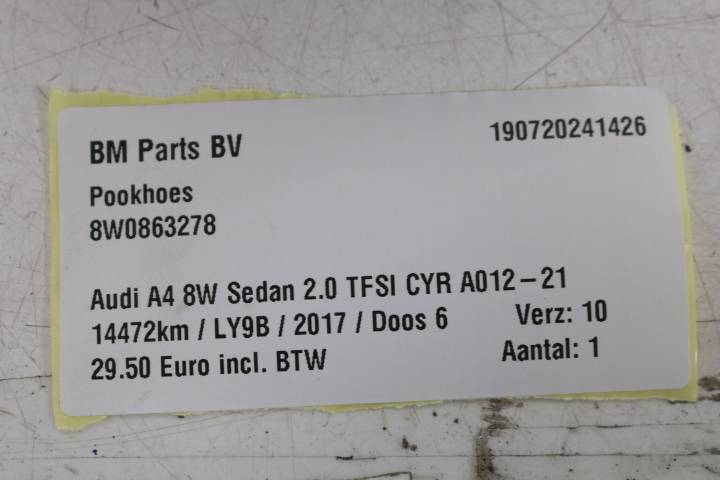 BM Parts BV 190720241426
Pookhoes
8W0863278
Audi A4 8W Sedan 2.0 TFSI CYR A012-21
14472km / LY9B / 2017 / Doos 6 Verz: 10
29.50 Euro incl. BTW Aantal: 1